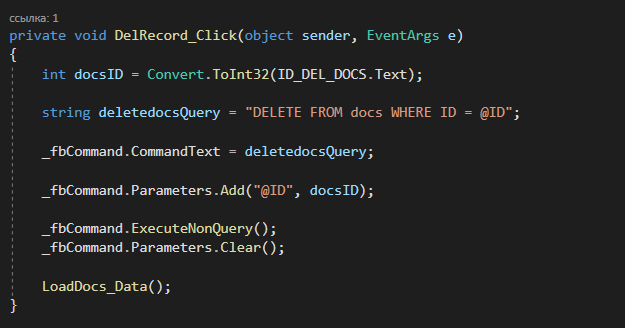 ссылка: 1
private void DelRecord_Click(object sender, EventArgs e)
{
int docsID = Convert.ToInt32(ID_DEL_DOCS.Text);
string deletedocsQuery = "DELETE FROM docs WHERE ID = @ID";
_fbCommand.CommandText = deletedocsQuery;
_fbCommand.Parameters.Add("@ID", docsID);
_fbCommand.ExecuteNonQuery();
_fbCommand.Parameters.Clear();
LoadDocs_Data();
}